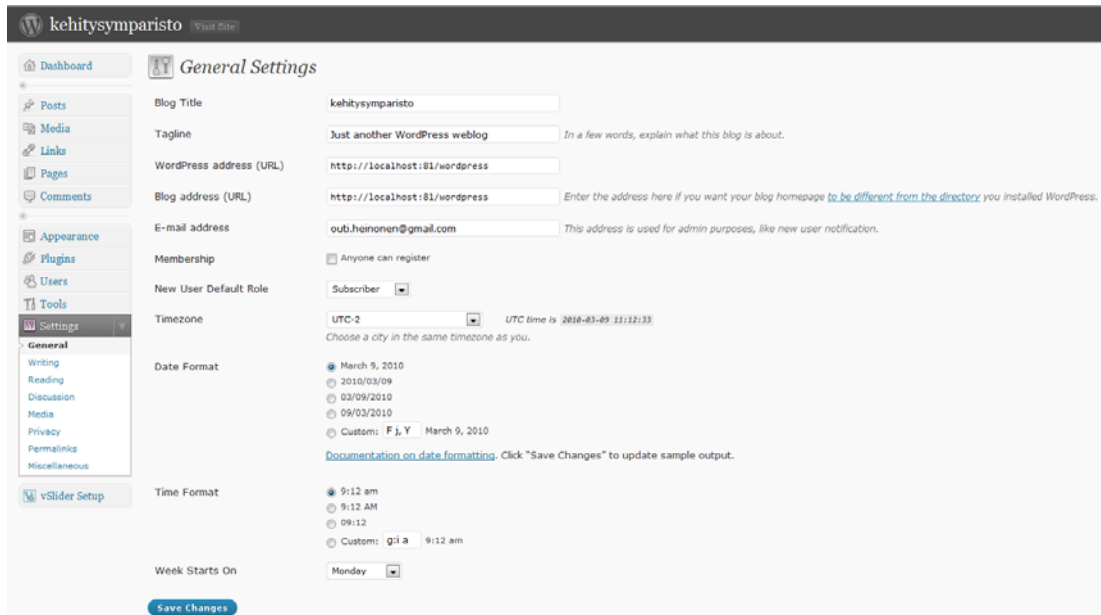 kehitysymparisto Visit Site
Dashboard
Posts
Media
Links
Pages
Comments
Appearance
Plugins
Users
Tools
Settings
General
Writing
Reading
Discussion
Media
Privacy
Permalinks
Miscellaneous
vSlider Setup
General Settings
Blog Title kehitysymparisto
Tagline Just another WordPress weblog In a few words, explain what this blog is about.
WordPress address (URL) http://localhost:81/wordpress
Blog address (URL) http://localhost:81/wordpress Enter the address here if you want your blog homepage to be different from the directory you installed WordPress.
E-mail address outi.heinonen@gmail.com This address is used for admin purposes, like new user notification.
Membership Anyone can register
New User Default Role Subscriber
Timezone UTC-2 UTC time is 2010-03-09 11:12:33
Choose a city in the same timezone as you.
Date Format March 9, 2010
2010/03/09
03/09/2010
09/03/2010
Custom: F j, Y March 9, 2010
Documentation on date formatting. Click "Save Changes" to update sample output.
Time Format 9:12 am
9:12 AM
09:12
Custom: g:i a 9:12 am
Week Starts On Monday
Save Changes